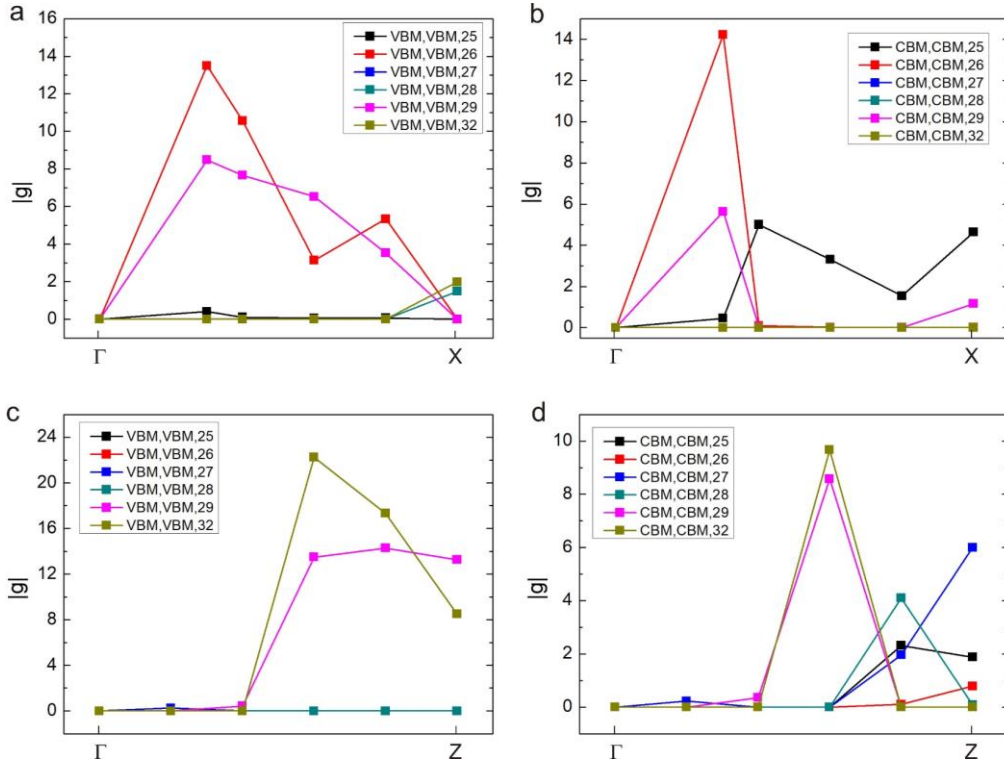 a
16
14
12
10
8
6
4
2
0
|g|
Γ
X
VBM,VBM,25
VBM,VBM,26
VBM,VBM,27
VBM,VBM,28
VBM,VBM,29
VBM,VBM,32
b
14
12
10
8
6
4
2
0
|g|
Γ
X
CBM,CBM,25
CBM,CBM,26
CBM,CBM,27
CBM,CBM,28
CBM,CBM,29
CBM,CBM,32
c
24
20
16
12
8
4
0
|g|
Γ
Z
VBM,VBM,25
VBM,VBM,26
VBM,VBM,27
VBM,VBM,28
VBM,VBM,29
VBM,VBM,32
d
10
8
6
4
2
0
|g|
Γ
Z
CBM,CBM,25
CBM,CBM,26
CBM,CBM,27
CBM,CBM,28
CBM,CBM,29
CBM,CBM,32